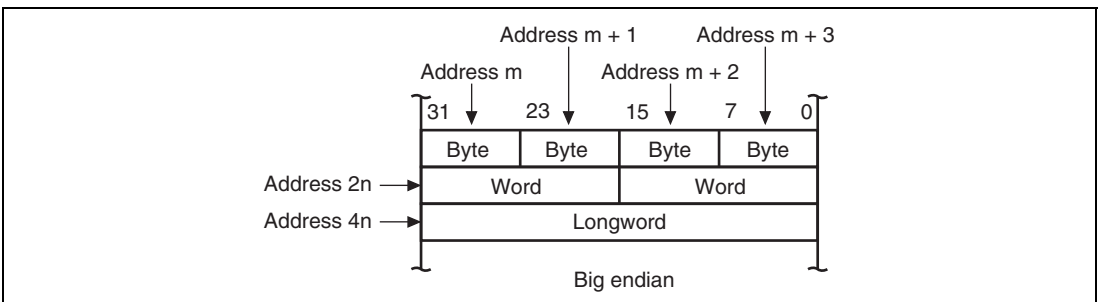 Address m + 1 Address m + 3
Address m Address m + 2
31 23 15 7 0
Byte Byte Byte Byte
Address 2n Word Word
Address 4n Longword
Big endian